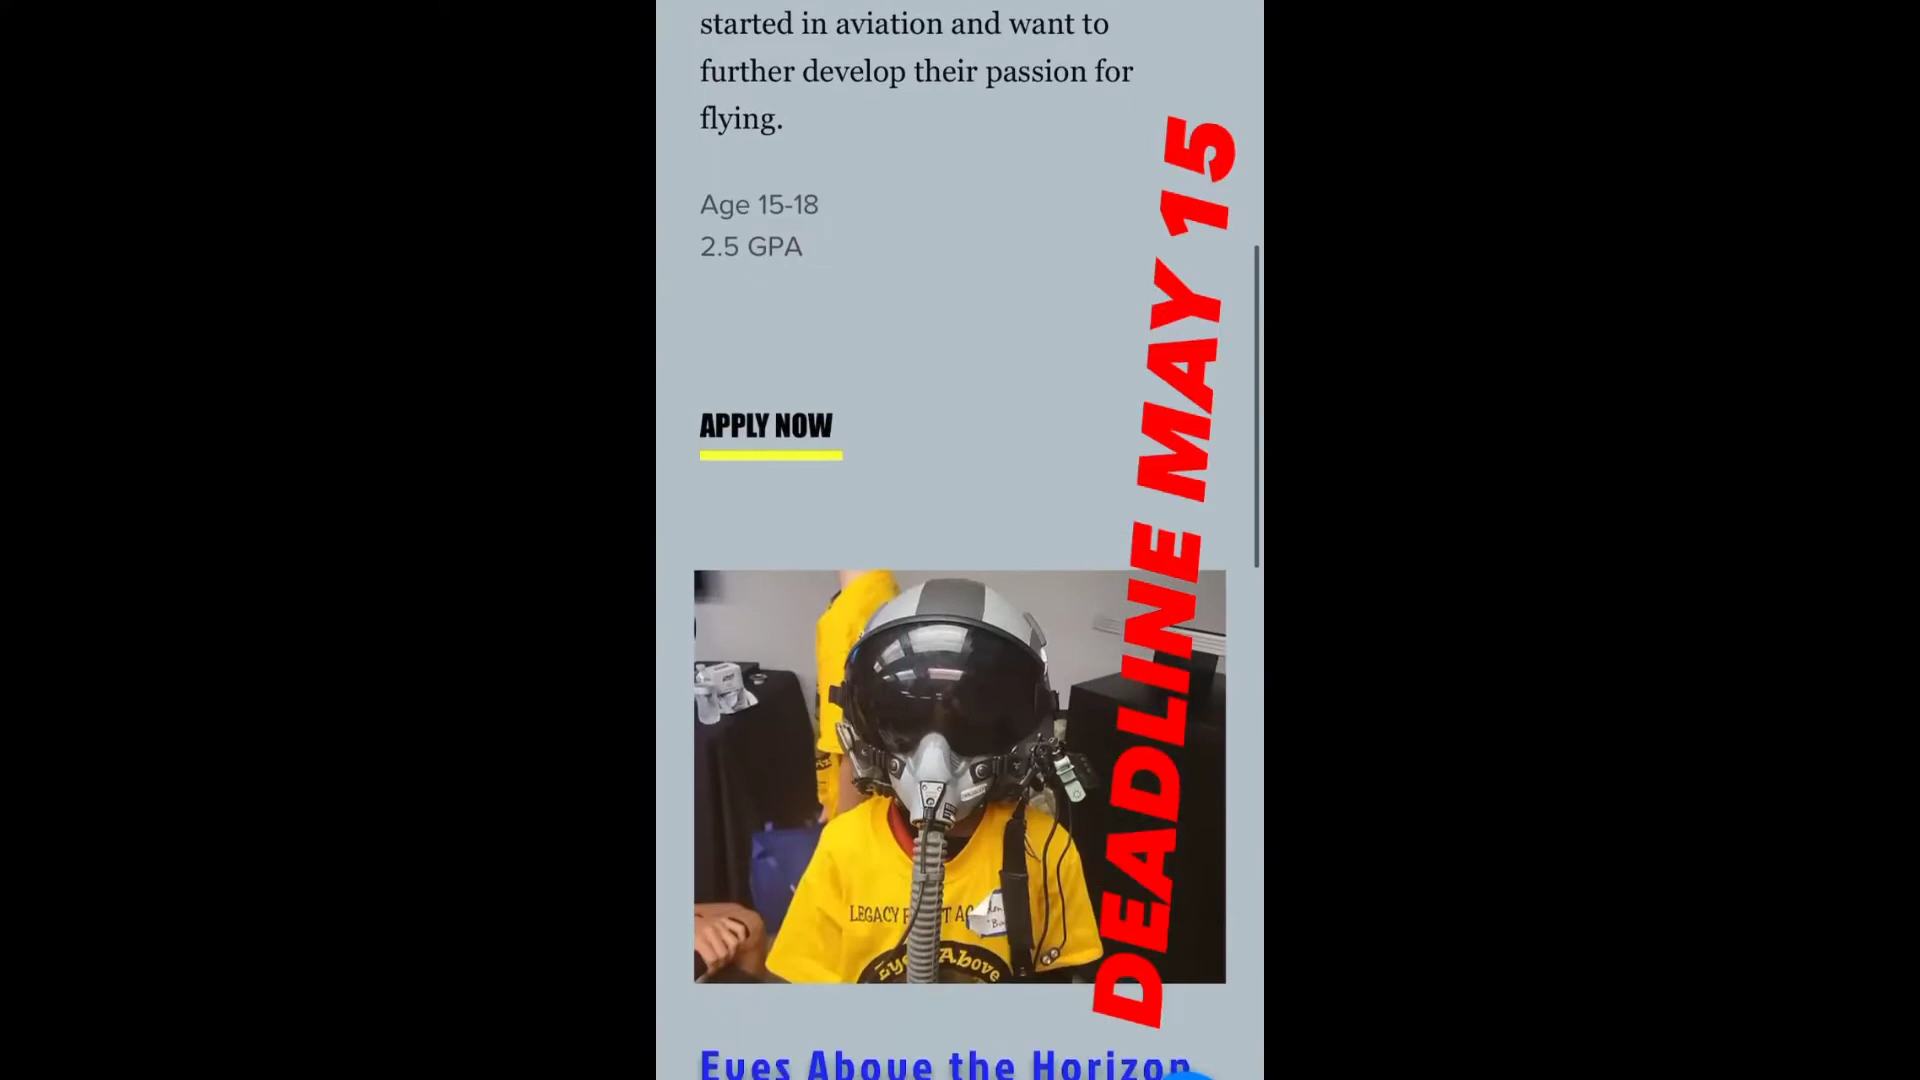 started in aviation and want to
further develop their passion for
flying.
Age 15-18
2.5 GPA
APPLY NOW
DEADLINE MAY 15
LEGACY
Eyes Above
Eyes Above the Horizon